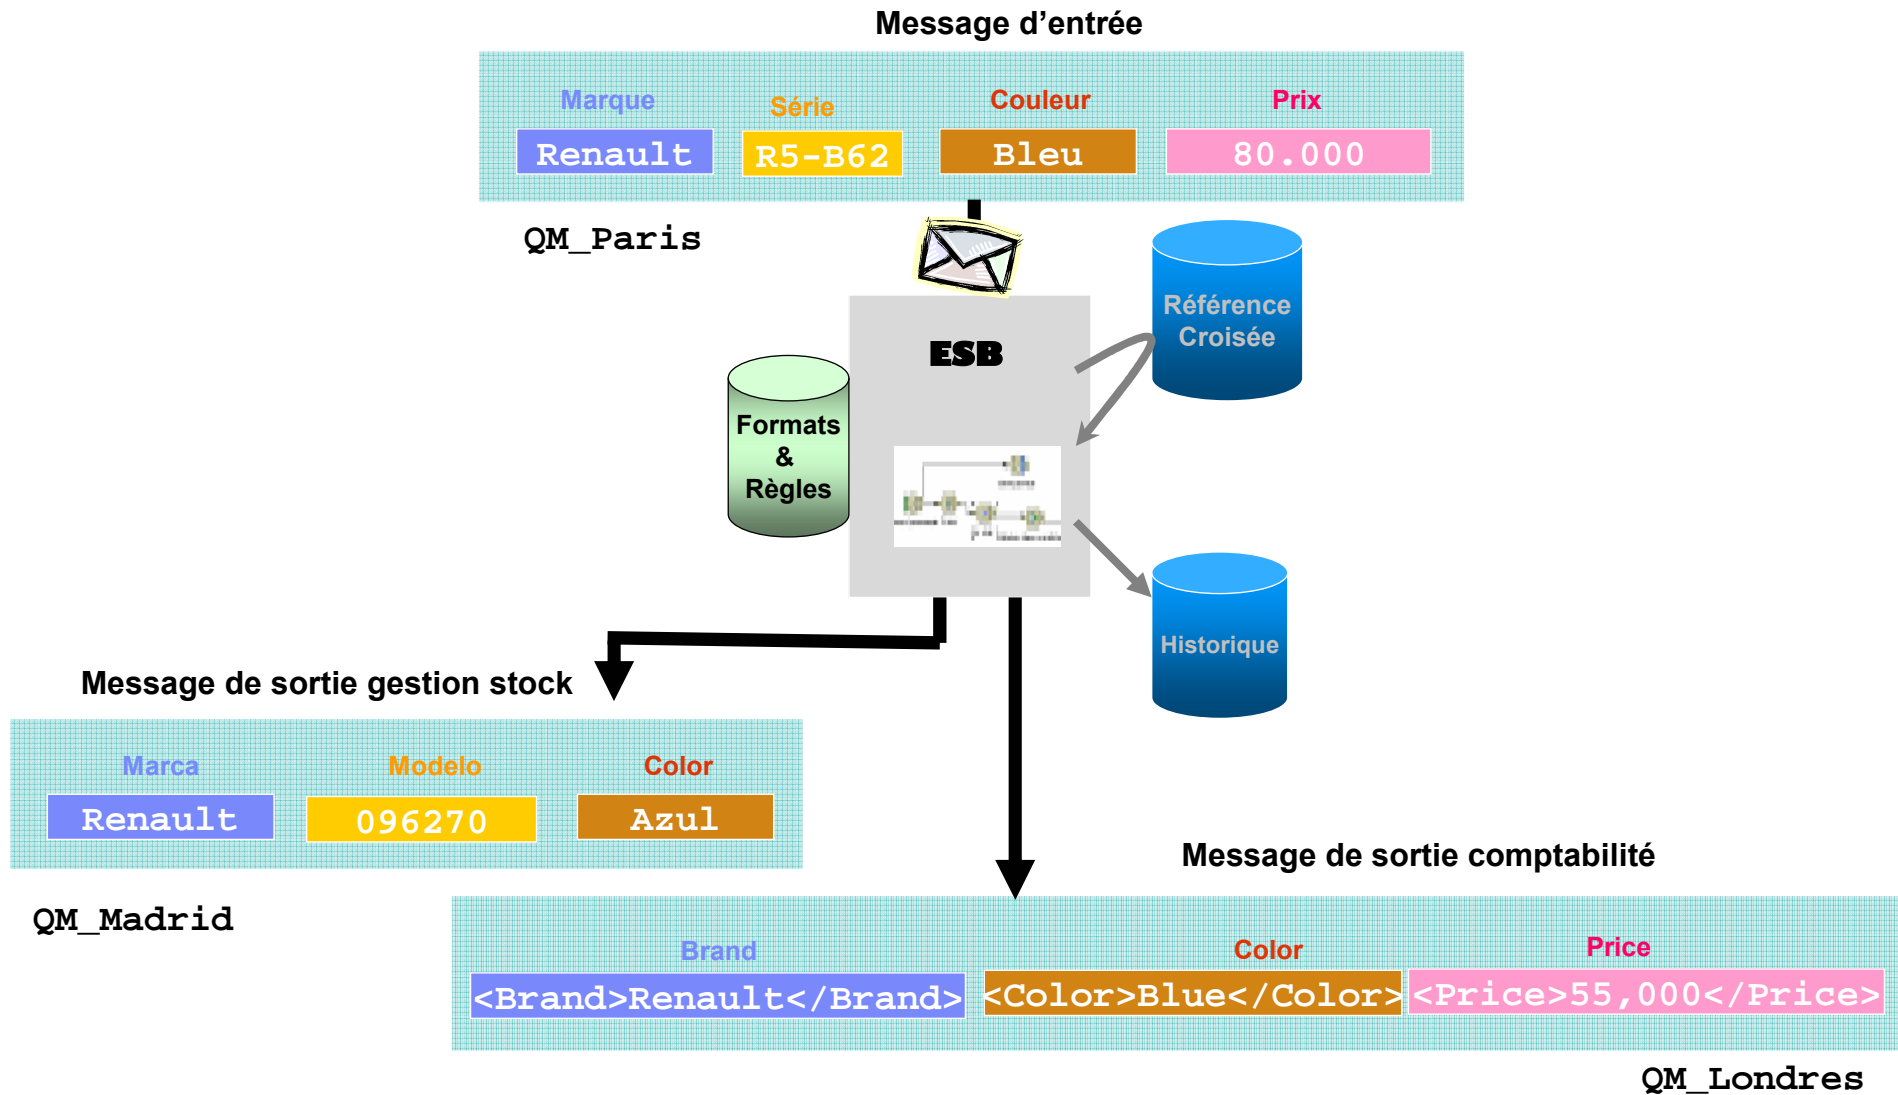 Message d’entrée
Marque Série Couleur Prix
Renault R5-B62 Bleu 80.000
QM_Paris
Référence
Croisée
ESB
Formats
&
Règles
Historique
Message de sortie gestion stock
Marca Modelo Color
Renault 096270 Azul
QM_Madrid
Message de sortie comptabilité
Brand Color Price
<Brand>Renault</Brand> <Color>Blue</Color> <Price>55,000</Price>
QM_Londres